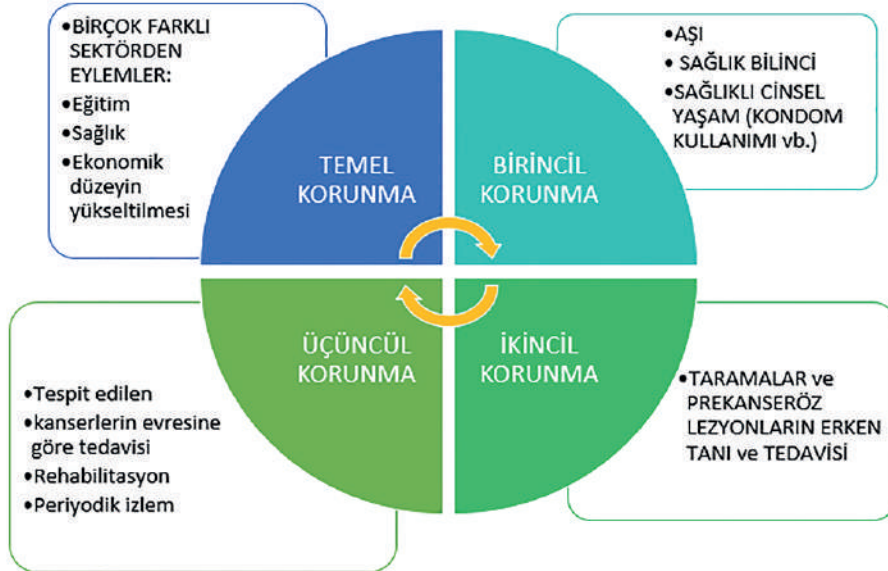 •BİRÇOK FARKLI
SEKTÖRDEN
EYLEMLER:
•Eğitim
•Sağlık
•Ekonomik
düzeyin
yükseltilmesi
TEMEL
KORUNMA
BİRİNCİL
KORUNMA
•AŞI
• SAĞLIK BİLİNCİ
•SAĞLIKLI CİNSEL
YAŞAM (KONDOM
KULLANIMI vb.)
•Tespit edilen
•kanserlerin evresine
göre tedavisi
•Rehabilitasyon
•Periyodik izlem
ÜÇÜNCÜL
KORUNMA
İKİNCİL
KORUNMA
•TARAMALAR ve
PREKANSERÖZ
LEZYONLARIN ERKEN
TANI ve TEDAVİSİ